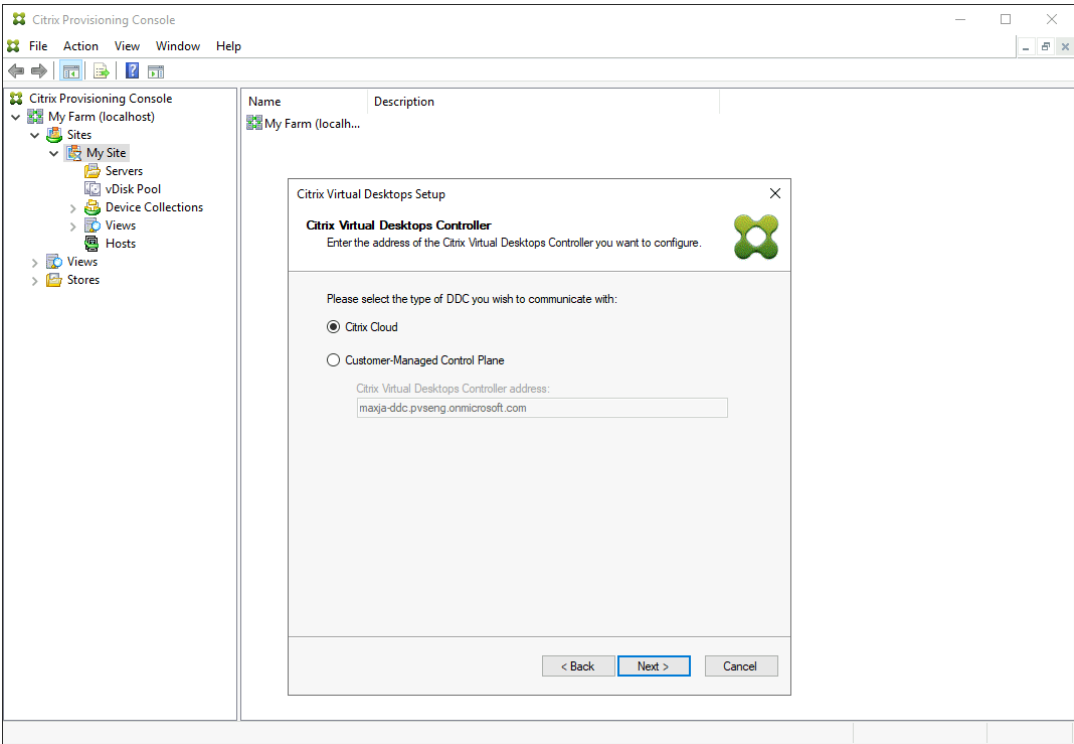 Citrix Provisioning Console
File Action View Window Help
Citrix Provisioning Console
My Farm (localhost)
Sites
My Site
Servers
vDisk Pool
Device Collections
Views
Hosts
Views
Stores
Name Description
My Farm (localh...
Citrix Virtual Desktops Setup
Citrix Virtual Desktops Controller
Enter the address of the Citrix Virtual Desktops Controller you want to configure.
Please select the type of DDC you wish to communicate with:
Citrix Cloud
Customer-Managed Control Plane
Citrix Virtual Desktops Controller address:
maxja-ddc.pvseng.onmicrosoft.com
< Back Next > Cancel